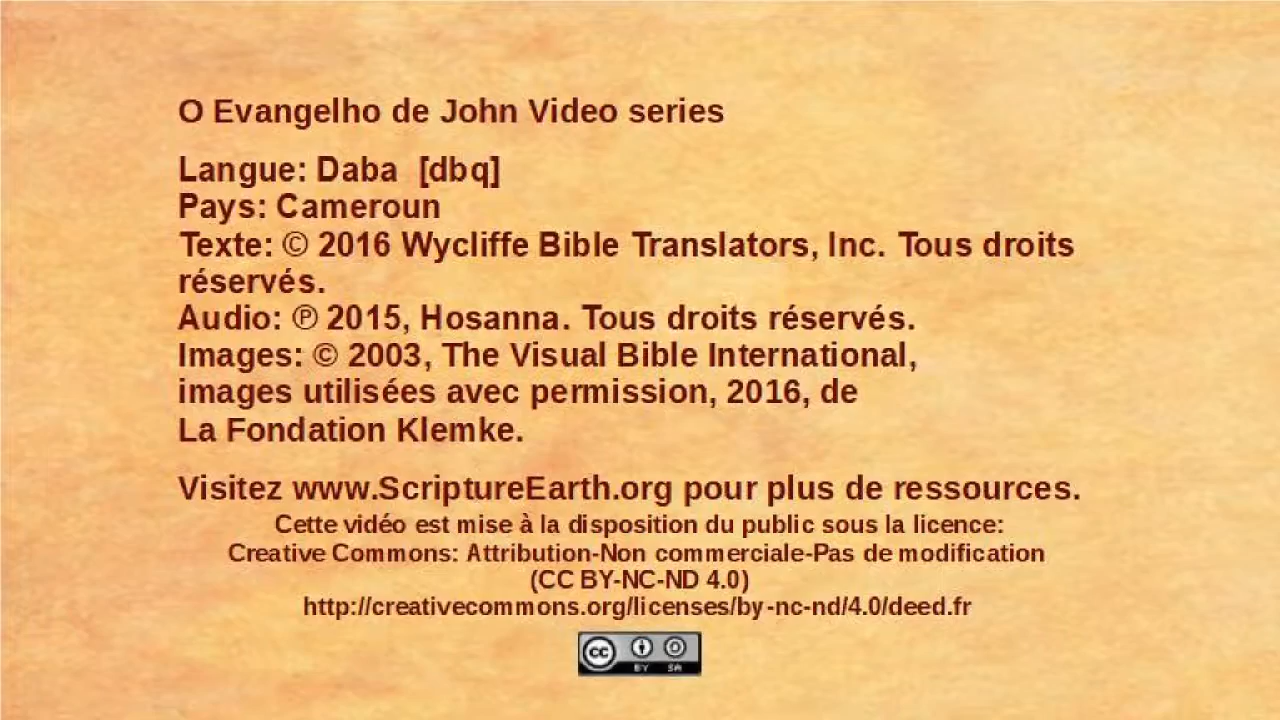 O Evangelho de John Video series
Langue: Daba [dbq]
Pays: Cameroun
Texte: © 2016 Wycliffe Bible Translators, Inc. Tous droits
réservés.
Audio: ℗ 2015, Hosanna. Tous droits réservés.
Images: © 2003, The Visual Bible International,
images utilisées avec permission, 2016, de
La Fondation Klemke.
Visitez www.ScriptureEarth.org pour plus de ressources.
Cette vidéo est mise à la disposition du public sous la licence:
Creative Commons: Attribution-Non commerciale-Pas de modification
(CC BY-NC-ND 4.0)
http://creativecommons.org/licenses/by-nc-nd/4.0/deed.fr
cc BY SA